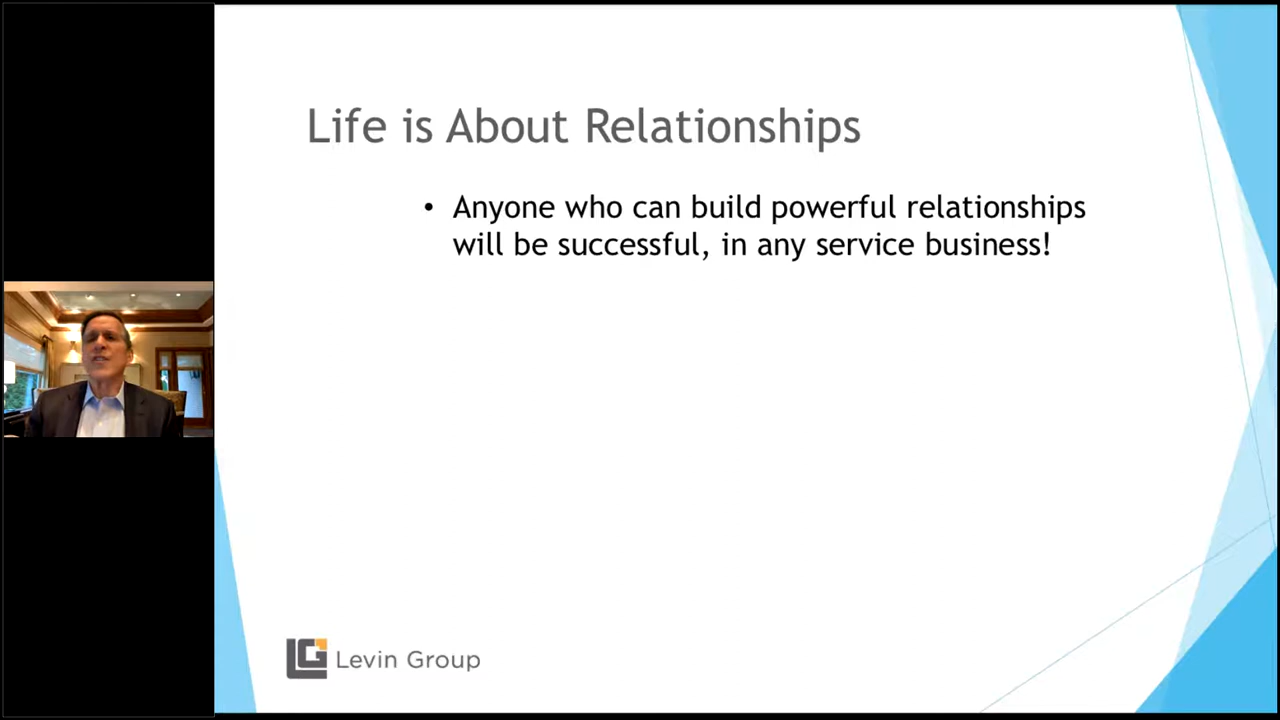 Life is About Relationships
• Anyone who can build powerful relationships
will be successful, in any service business!
LG Levin Group